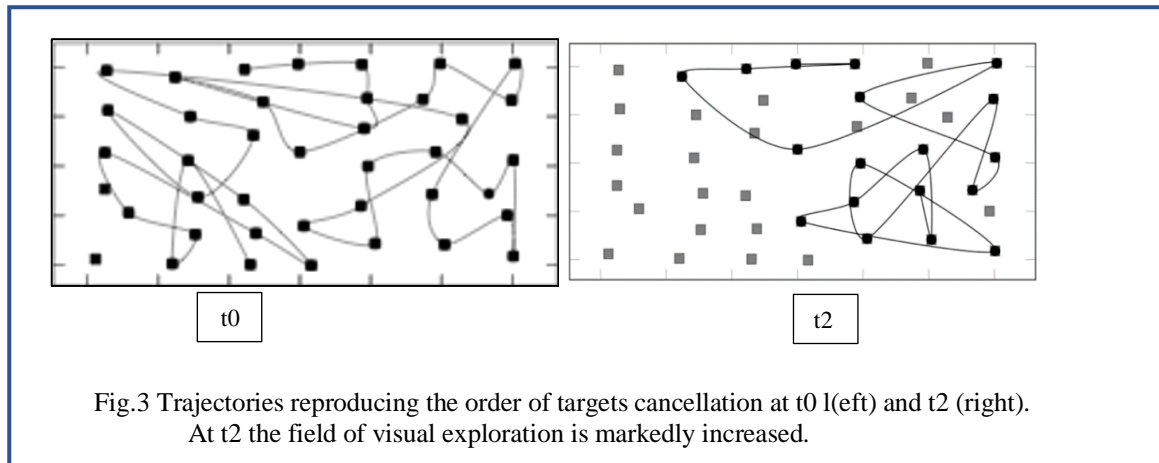 t0
t2
Fig.3 Trajectories reproducing the order of targets cancellation at t0 l(eft) and t2 (right).
At t2 the field of visual exploration is markedly increased.